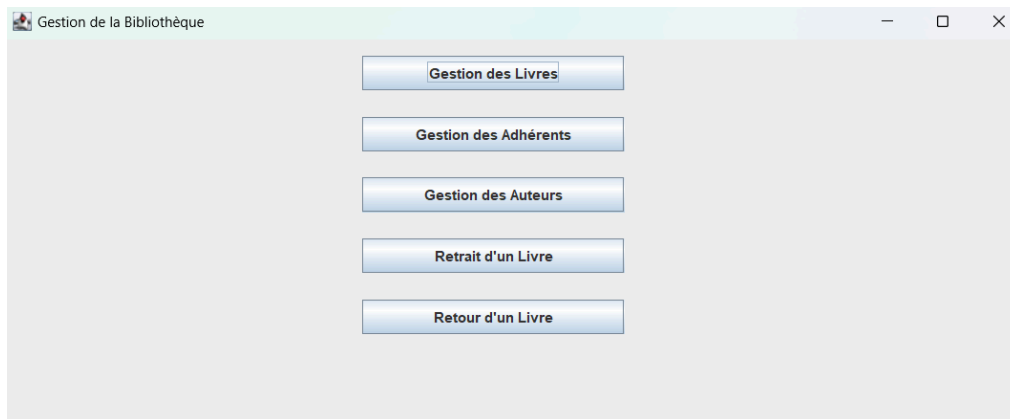 Gestion de la Bibliothèque
Gestion des Livres
Gestion des Adhérents
Gestion des Auteurs
Retrait d'un Livre
Retour d'un Livre